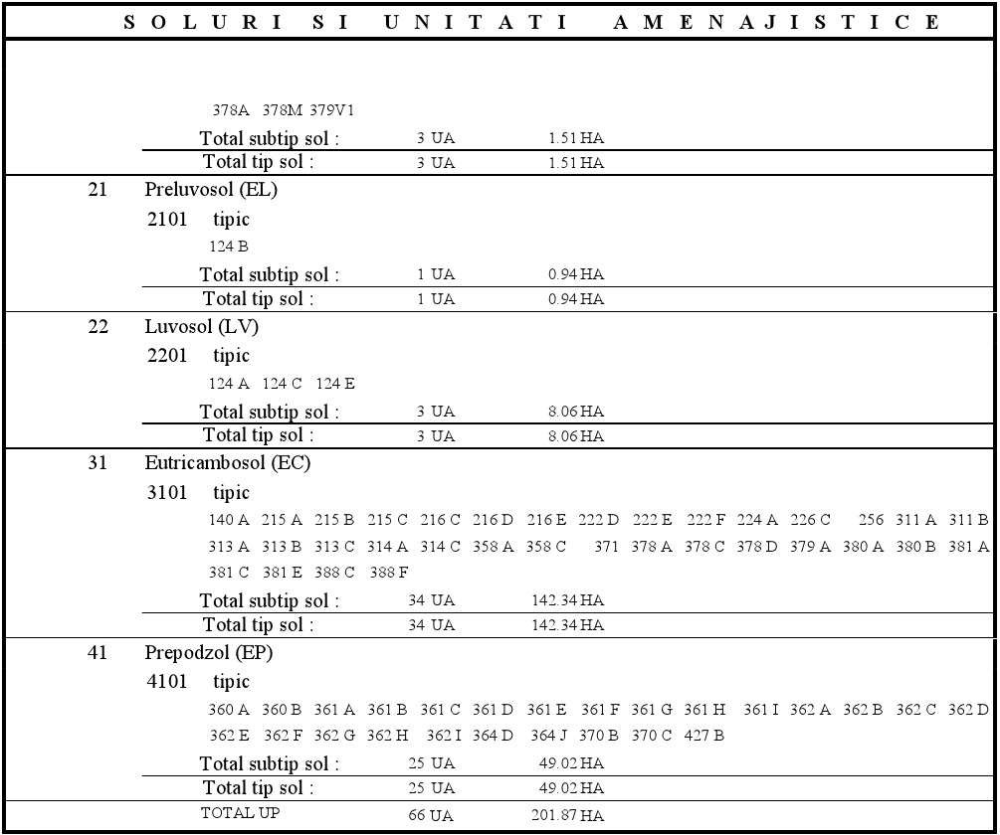 SOLURI SI UNITATI AMENAJISTICE
378A 378M 379V1
Total subtip sol : 3 UA 1.51 HA
Total tip sol : 3 UA 1.51 HA
21 Preluvosol (EL)
2101 tipic
124 B
Total subtip sol : 1 UA 0.94 HA
Total tip sol : 1 UA 0.94 HA
22 Luvosol (LV)
2201 tipic
124 A 124 C 124 E
Total subtip sol : 3 UA 8.06 HA
Total tip sol : 3 UA 8.06 HA
31 Eutricambosol (EC)
3101 tipic
140 A 215 A 215 B 215 C 216 C 216 D 216 E 222 D 222 E 222 F 224 A 226 C 256 311 A 311 B
313 A 313 B 313 C 314 A 314 C 358 A 358 C 371 378 A 378 C 378 D 379 A 380 A 380 B 381 A
381 C 381 E 388 C 388 F
Total subtip sol : 34 UA 142.34 HA
Total tip sol : 34 UA 142.34 HA
41 Prepodzol (EP)
4101 tipic
360 A 360 B 361 A 361 B 361 C 361 D 361 E 361 F 361 G 361 H 361 I 362 A 362 B 362 C 362 D
362 E 362 F 362 G 362 H 362 I 364 D 364 J 370 B 370 C 427 B
Total subtip sol : 25 UA 49.02 HA
Total tip sol : 25 UA 49.02 HA
TOTAL UP 66 UA 201.87 HA